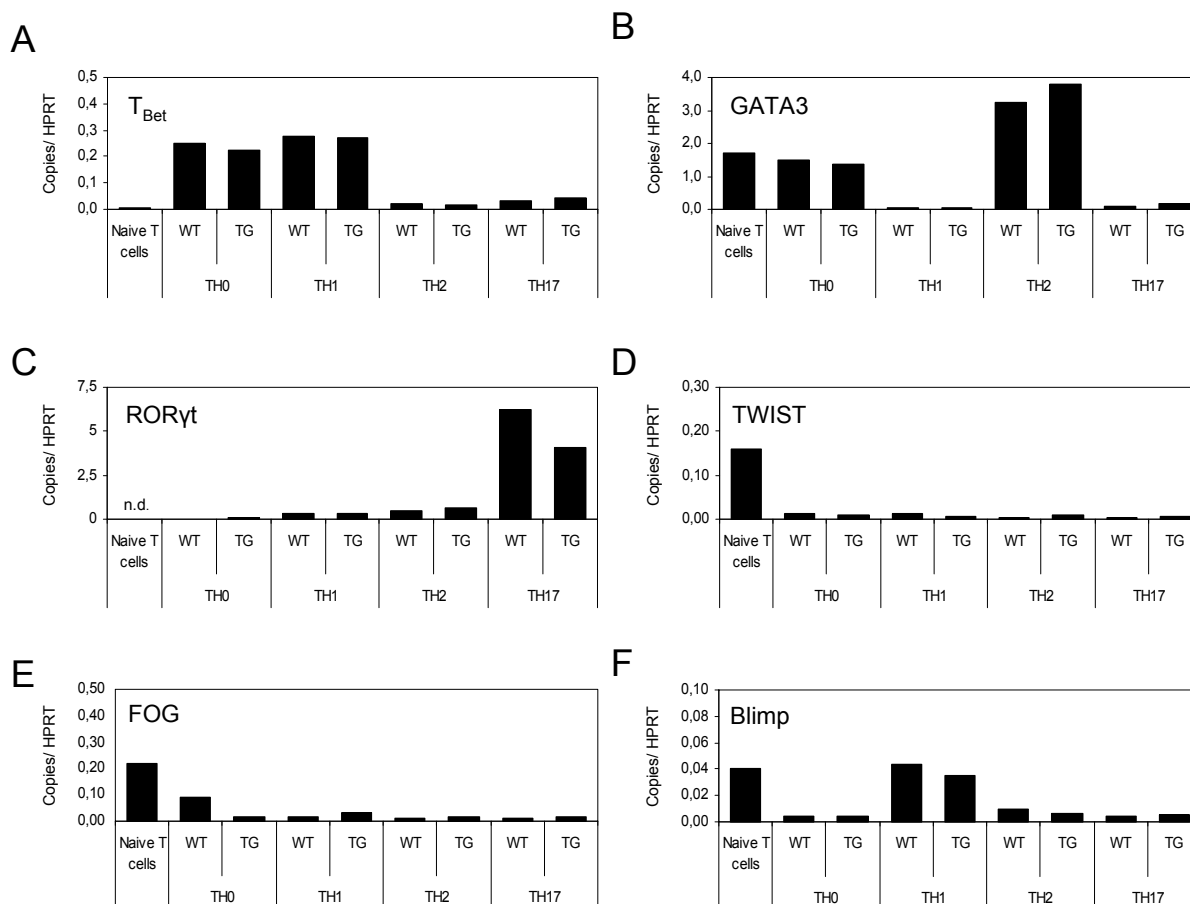 A
Copies/ HPRT
0,5
0,4
0,3
0,2
0,1
0,0
T Bet
Naive T cells
WT TG WT TG WT TG WT TG
TH0 TH1 TH2 TH17
B
Copies/ HPRT
4,0
3,0
2,0
1,0
0,0
GATA3
Naive T cells
WT TG WT TG WT TG WT TG
TH0 TH1 TH2 TH17
C
Copies/ HPRT
7,5
5
2,5
0
RORγt
n.d.
Naive T cells
WT TG WT TG WT TG WT TG
TH0 TH1 TH2 TH17
D
Copies/ HPRT
0,30
0,20
0,10
0,00
TWIST
Naive T cells
WT TG WT TG WT TG WT TG
TH0 TH1 TH2 TH17
E
Copies/ HPRT
0,50
0,40
0,30
0,20
0,10
0,00
FOG
Naive T cells
WT TG WT TG WT TG WT TG
TH0 TH1 TH2 TH17
F
Copies/ HPRT
0,10
0,08
0,06
0,04
0,02
0,00
Blimp
Naive T cells
WT TG WT TG WT TG WT TG
TH0 TH1 TH2 TH17